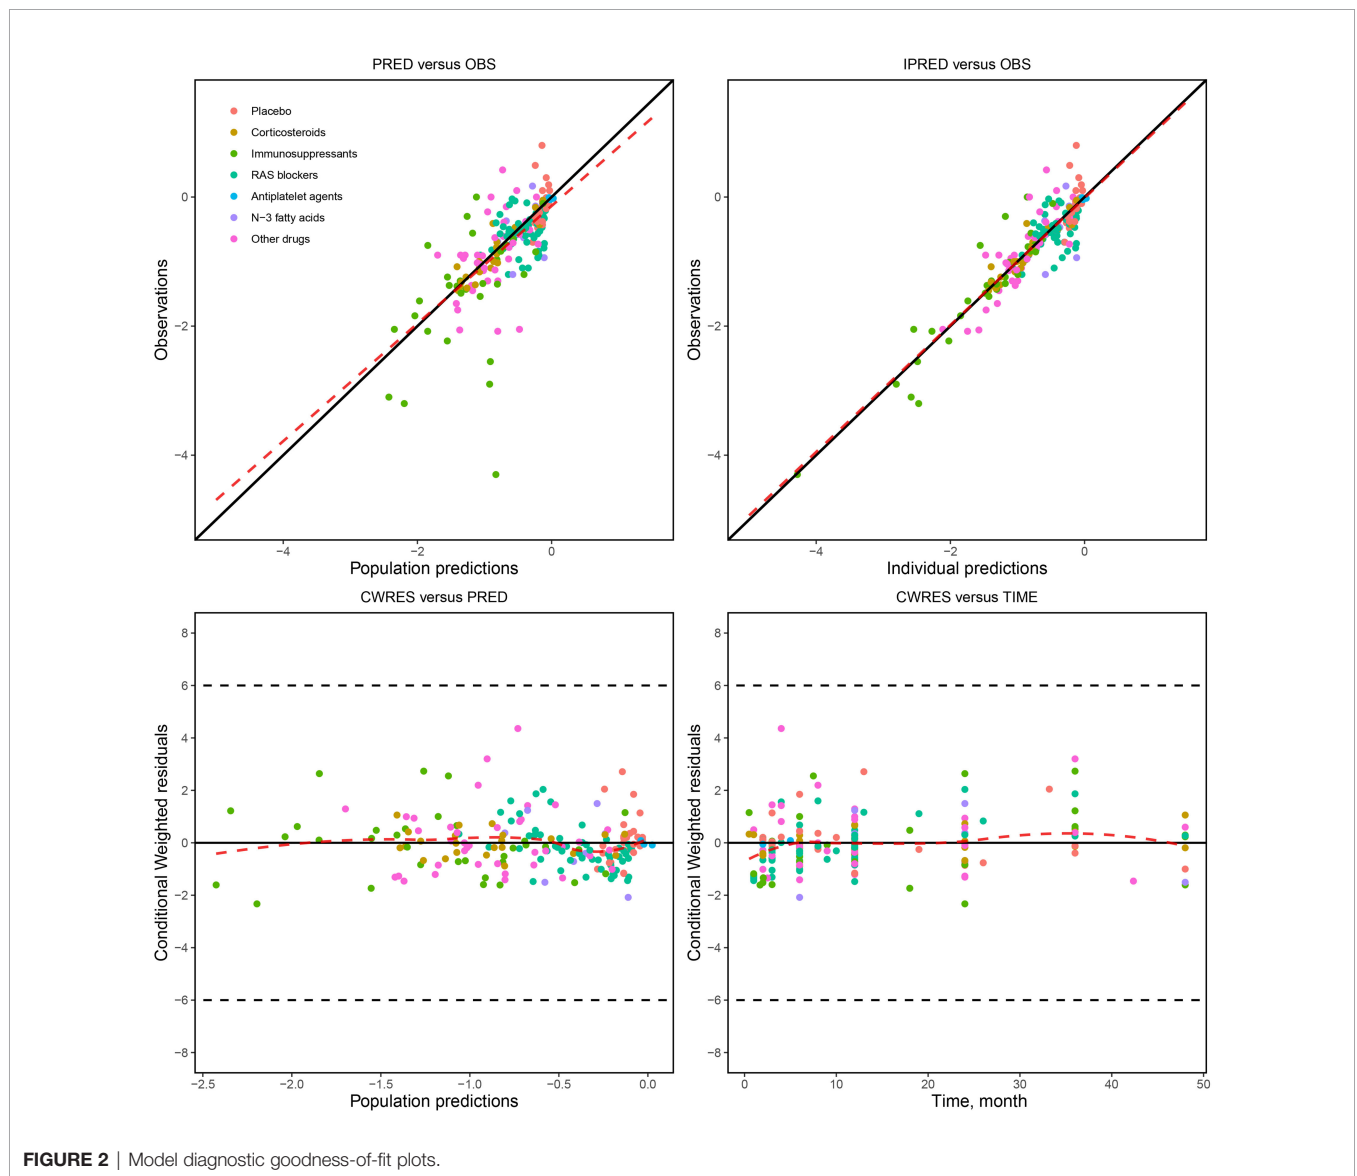 PRED versus OBS
Placebo
Corticosteroids
Immunosuppressants
RAS blockers
Antiplatelet agents
N−3 fatty acids
Other drugs
0
−2
−4
Observations
−4 −2 0
Population predictions
IPRED versus OBS
0
−2
−4
Observations
−4 −2 0
Individual predictions
CWRES versus PRED
8
6
4
2
0
−2
−4
−6
−8
Conditional Weighted residuals
−2.5 −2.0 −1.5 −1.0 −0.5 0.0
Population predictions
CWRES versus TIME
8
6
4
2
0
−2
−4
−6
−8
Conditional Weighted residuals
0 10 20 30 40 50
Time, month
FIGURE 2 | Model diagnostic goodness-of-fit plots.